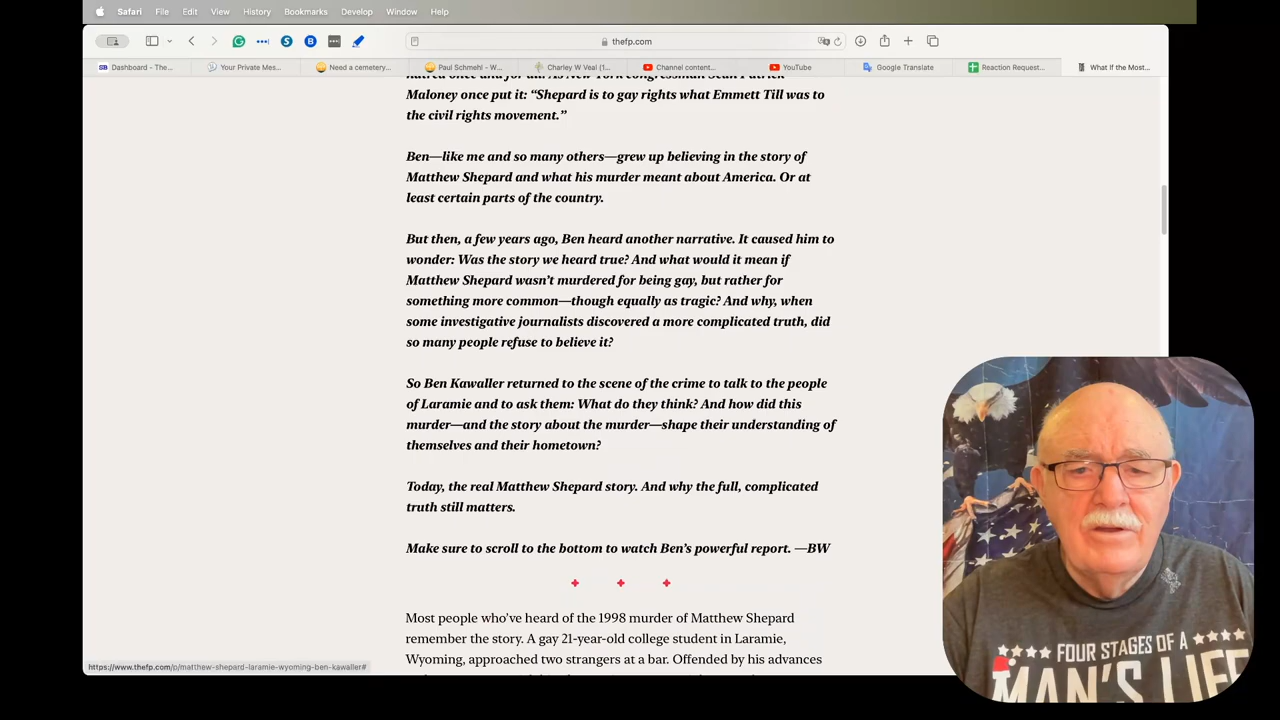 Safari File Edit View History Bookmarks Develop Window Help
thefp.com
Dashboard - The... Your Private Mes... Need a cemetery... Paul Schmehl - W... Charley W Veal (1... Channel content... YouTube Google Translate Reaction Request... What If the Most...
Maloney once put it: “Shepard is to gay rights what Emmett Till was to
the civil rights movement.”
Ben—like me and so many others—grew up believing in the story of
Matthew Shepard and what his murder meant about America. Or at
least certain parts of the country.
But then, a few years ago, Ben heard another narrative. It caused him to
wonder: Was the story we heard true? And what would it mean if
Matthew Shepard wasn’t murdered for being gay, but rather for
something more common—though equally as tragic? And why, when
some investigative journalists discovered a more complicated truth, did
so many people refuse to believe it?
So Ben Kawaller returned to the scene of the crime to talk to the people
of Laramie and to ask them: What do they think? And how did this
murder—and the story about the murder—shape their understanding of
themselves and their hometown?
Today, the real Matthew Shepard story. And why the full, complicated
truth still matters.
Make sure to scroll to the bottom to watch Ben’s powerful report. —BW
Most people who’ve heard of the 1998 murder of Matthew Shepard
remember the story. A gay 21-year-old college student in Laramie,
Wyoming, approached two strangers at a bar. Offended by his advances
https://www.thefp.com/p/matthew-shepard-laramie-wyoming-ben-kawaller#
FOUR STAGES OF A
MAN'S LIFE